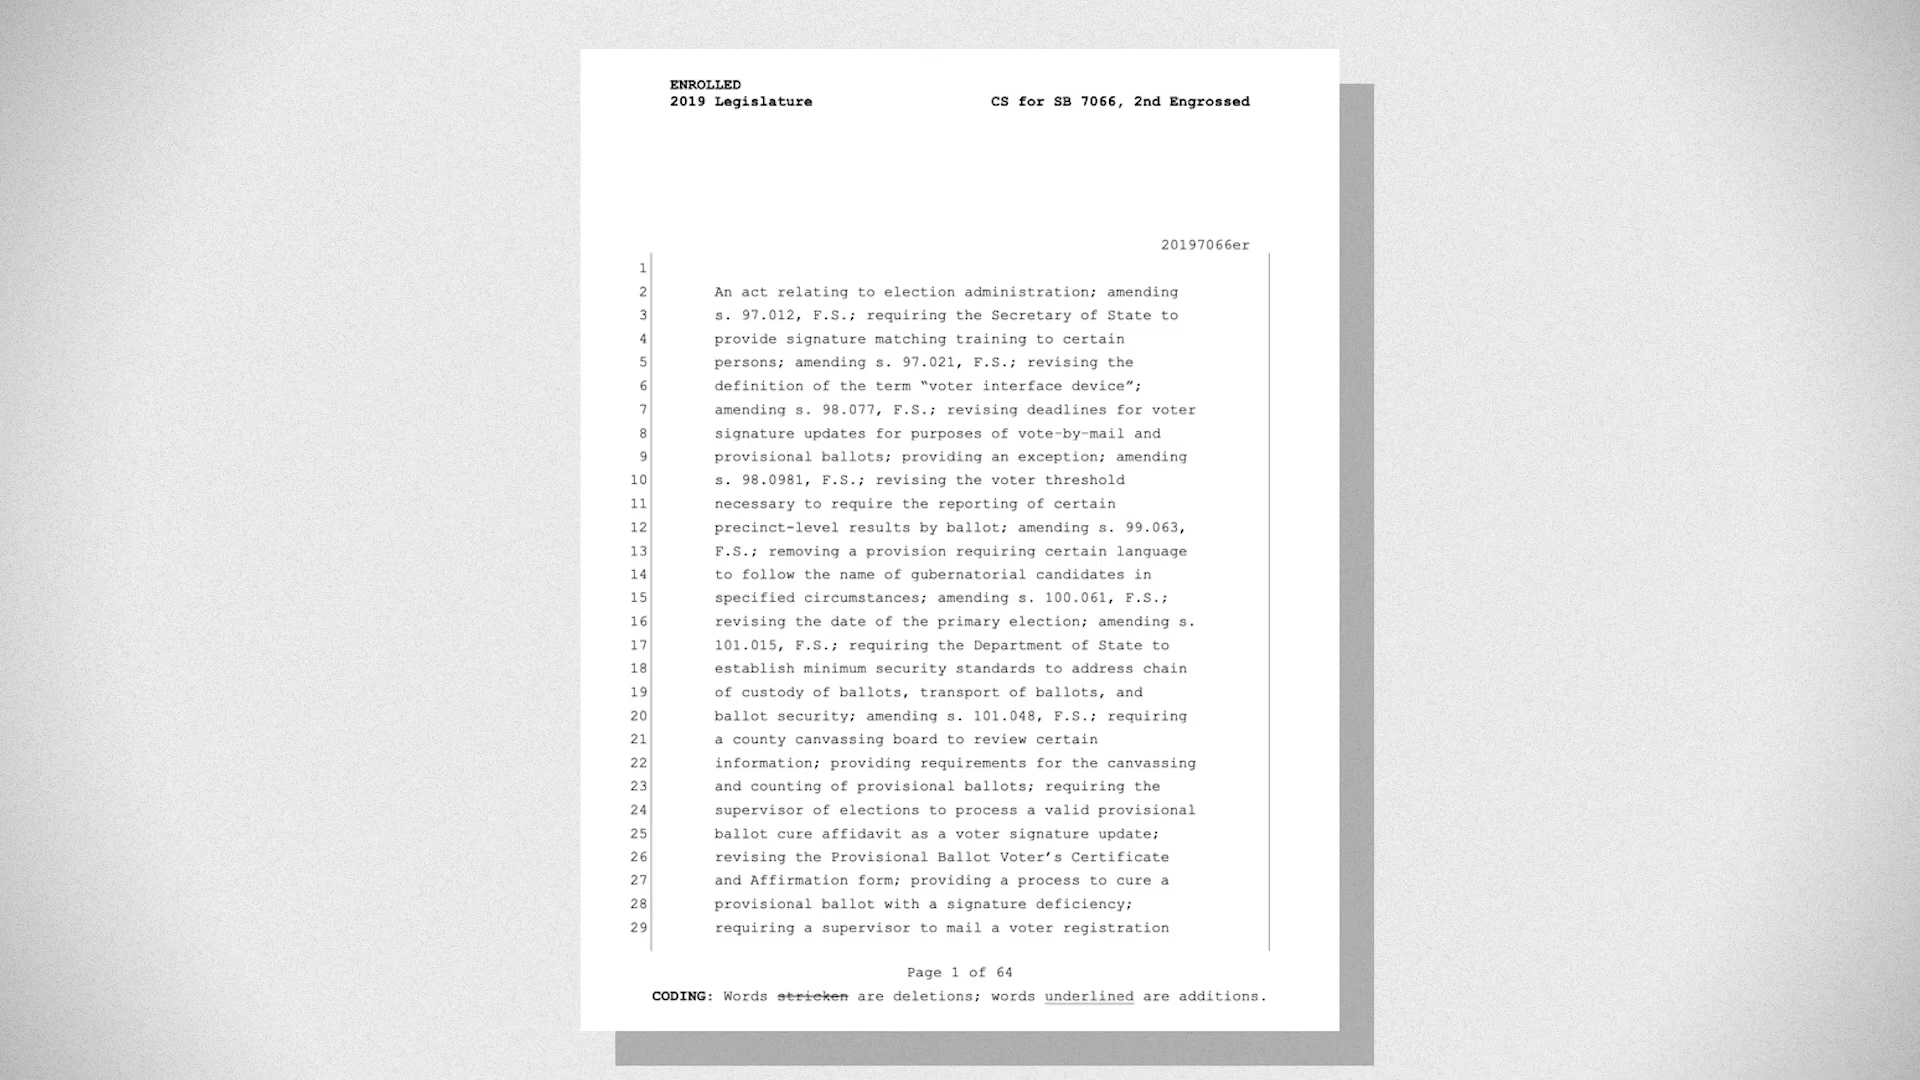 ENROLLED
2019 Legislature CS for SB 7066, 2nd Engrossed
20197066er
1
2 An act relating to election administration; amending
3 s. 97.012, F.S.; requiring the Secretary of State to
4 provide signature matching training to certain
5 persons; amending s. 97.021, F.S.; revising the
6 definition of the term “voter interface device”;
7 amending s. 98.077, F.S.; revising deadlines for voter
8 signature updates for purposes of vote-by-mail and
9 provisional ballots; providing an exception; amending
10 s. 98.0981, F.S.; revising the voter threshold
11 necessary to require the reporting of certain
12 precinct-level results by ballot; amending s. 99.063,
13 F.S.; removing a provision requiring certain language
14 to follow the name of gubernatorial candidates in
15 specified circumstances; amending s. 100.061, F.S.;
16 revising the date of the primary election; amending s.
17 101.015, F.S.; requiring the Department of State to
18 establish minimum security standards to address chain
19 of custody of ballots, transport of ballots, and
20 ballot security; amending s. 101.048, F.S.; requiring
21 a county canvassing board to review certain
22 information; providing requirements for the canvassing
23 and counting of provisional ballots; requiring the
24 supervisor of elections to process a valid provisional
25 ballot cure affidavit as a voter signature update;
26 revising the Provisional Ballot Voter’s Certificate
27 and Affirmation form; providing a process to cure a
28 provisional ballot with a signature deficiency;
29 requiring a supervisor to mail a voter registration
Page 1 of 64
CODING: Words stricken are deletions; words underlined are additions.